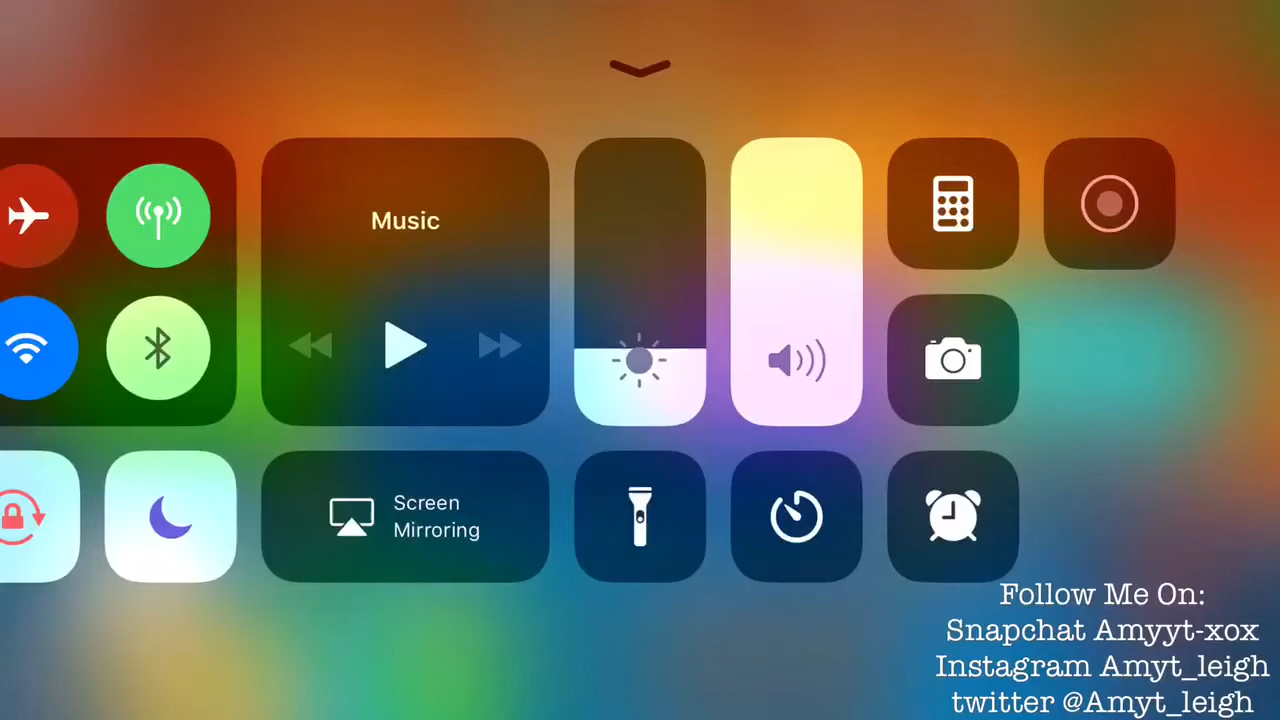 Music
Screen
Mirroring
Follow Me On:
Snapchat Amyyt-xox
Instagram Amyt_leigh
twitter @Amyt_leigh